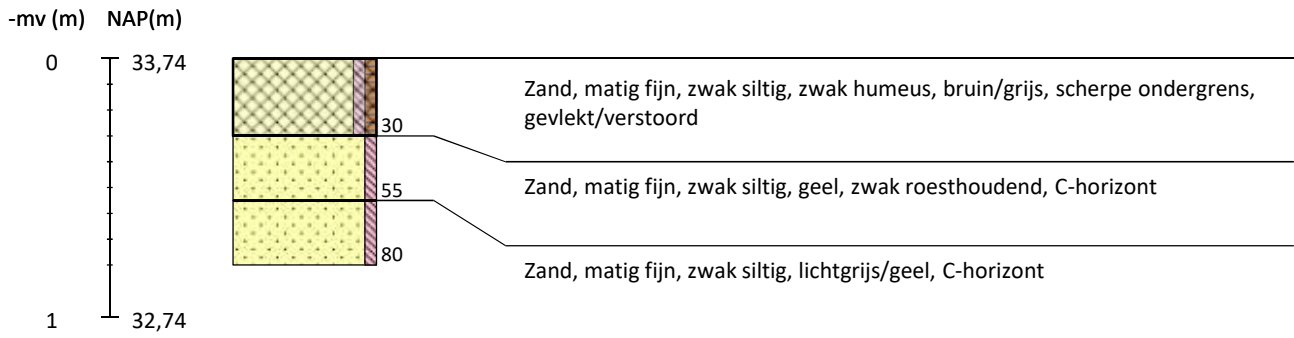 -mv (m) NAP(m)
0 33,74
Zand, matig fijn, zwak siltig, zwak humeus, bruin/grijs, scherpe ondergrens,
gevlekt/verstoord
30
Zand, matig fijn, zwak siltig, geel, zwak roesthoudend, C-horizont
55
80
Zand, matig fijn, zwak siltig, lichtgrijs/geel, C-horizont
1 32,74